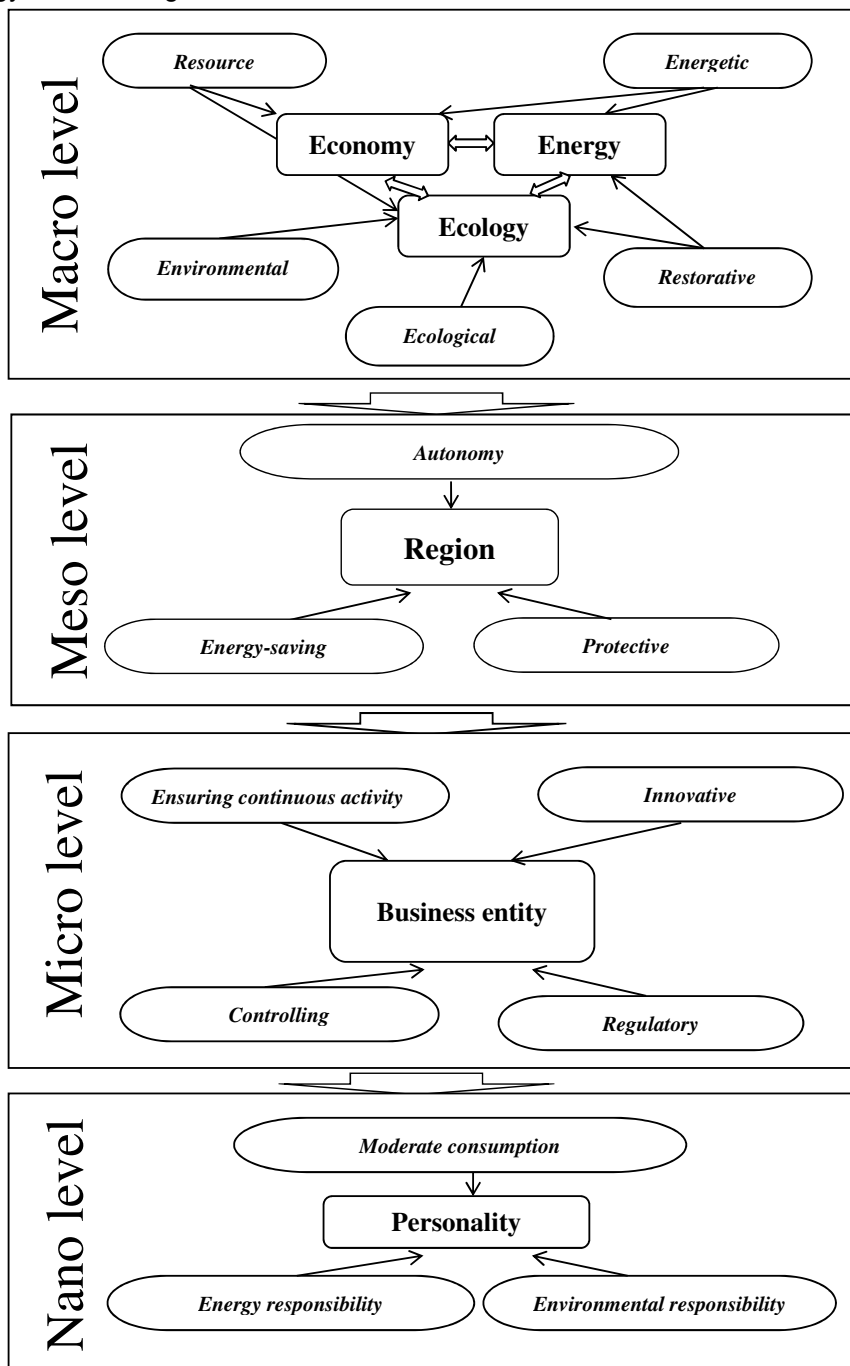 Macro level
Resource
Energetic
Economy
Energy
Ecology
Environmental
Restorative
Ecological
Meso level
Autonomy
Region
Energy-saving
Protective
Micro level
Ensuring continuous activity
Innovative
Business entity
Controlling
Regulatory
Nano level
Moderate consumption
Personality
Energy responsibility
Environmental responsibility